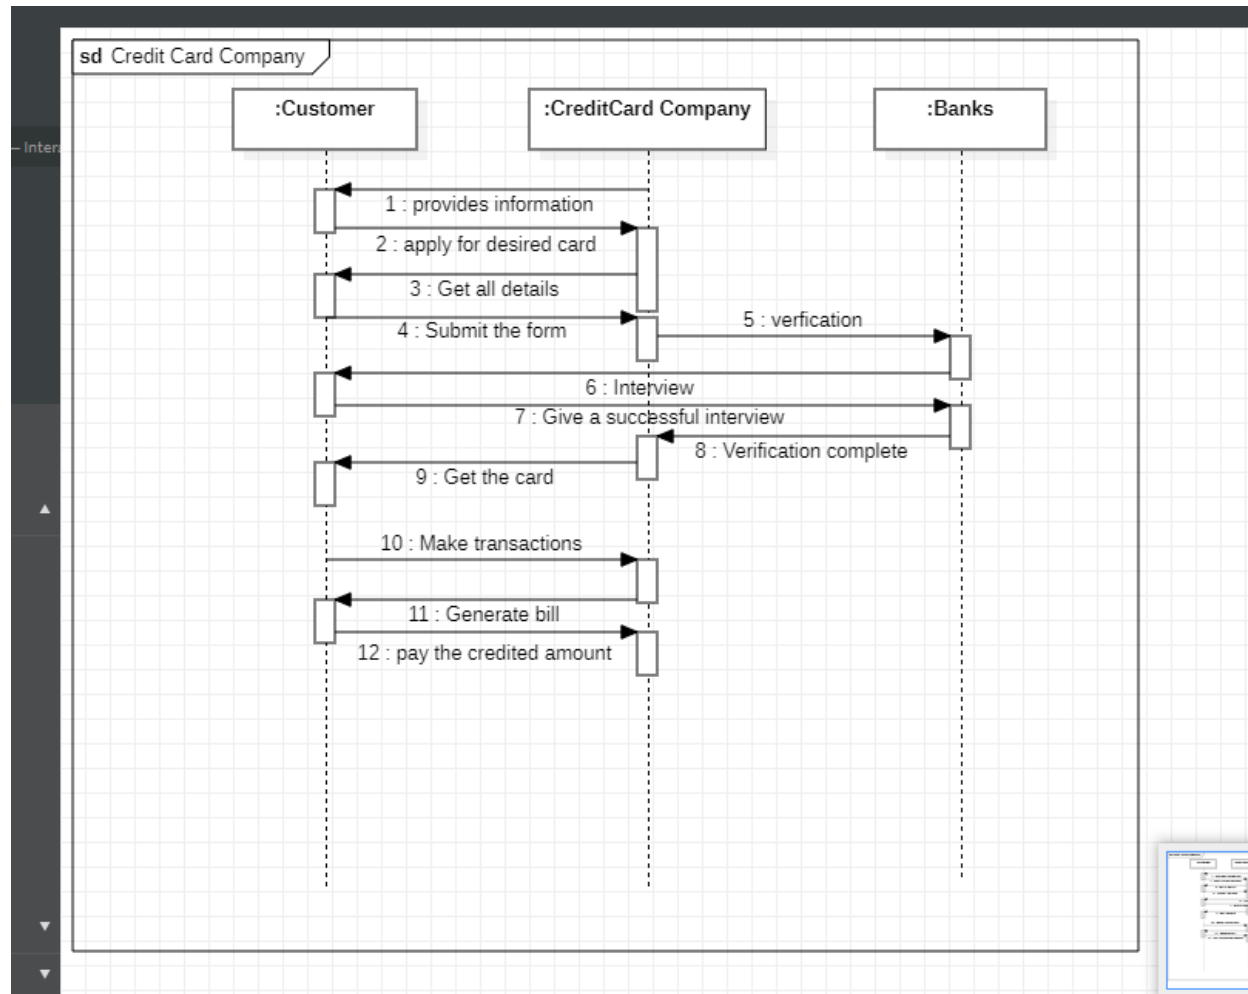 sd Credit Card Company
:Customer
:CreditCard Company
:Banks
– Inter
1 : provides information
2 : apply for desired card
3 : Get all details
5 : verfication
4 : Submit the form
6 : Interview
7 : Give a successful interview
8 : Verification complete
9 : Get the card
10 : Make transactions
11 : Generate bill
12 : pay the credited amount